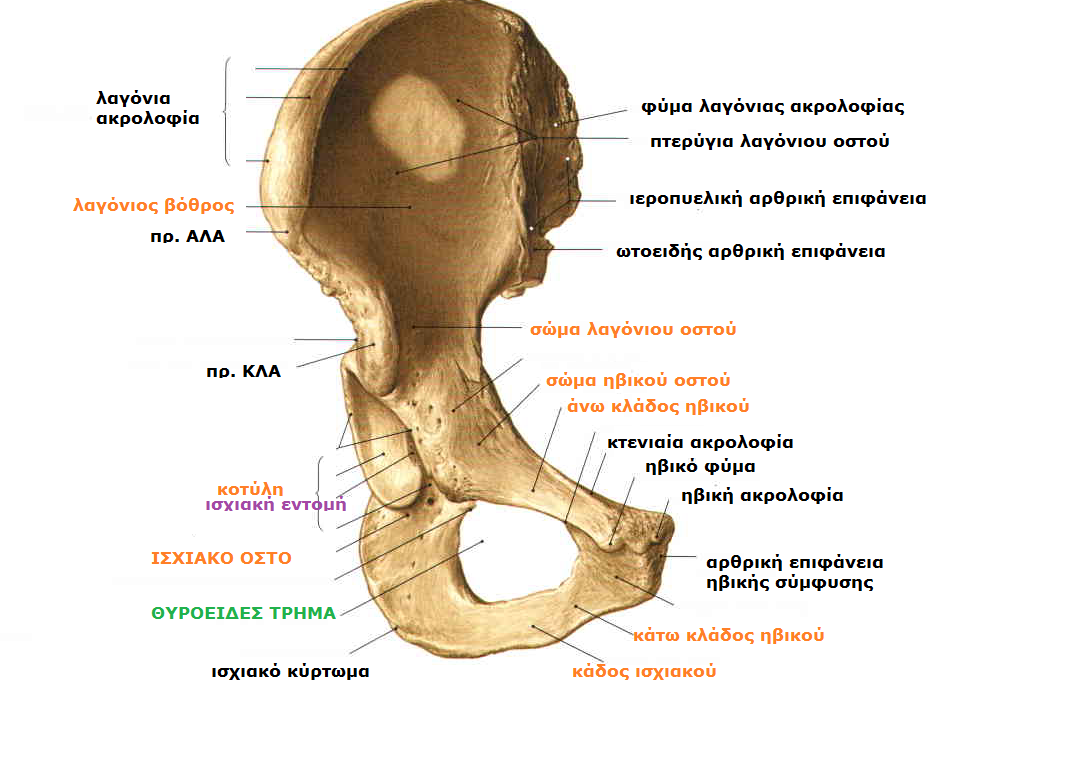 λαγόνια
ακρολοφία
φύμα λαγόνιας ακρολοφίας
πτερύγια λαγόνιου οστού
ιεροπυελική αρθρική επιφάνεια
λαγόνιος βόθρος
πρ. ΑΛΑ
ωτοειδής αρθρική επιφάνεια
σώμα λαγόνιου οστού
πρ. ΚΛΑ
σώμα ηβικού οστού
άνω κλάδος ηβικού
κτενιαία ακρολοφία
ηβικό φύμα
ηβική ακρολοφία
κοτύλη
ισχιακή εντομή
ΙΣΧΙΑΚΟ ΟΣΤΟ
αρθρική επιφάνεια
ηβικής σύμφυσης
ΘΥΡΟΕΙΔΕΣ ΤΡΗΜΑ
κάτω κλάδος ηβικού
ισχιακό κύρτωμα
κάδος ισχιακού